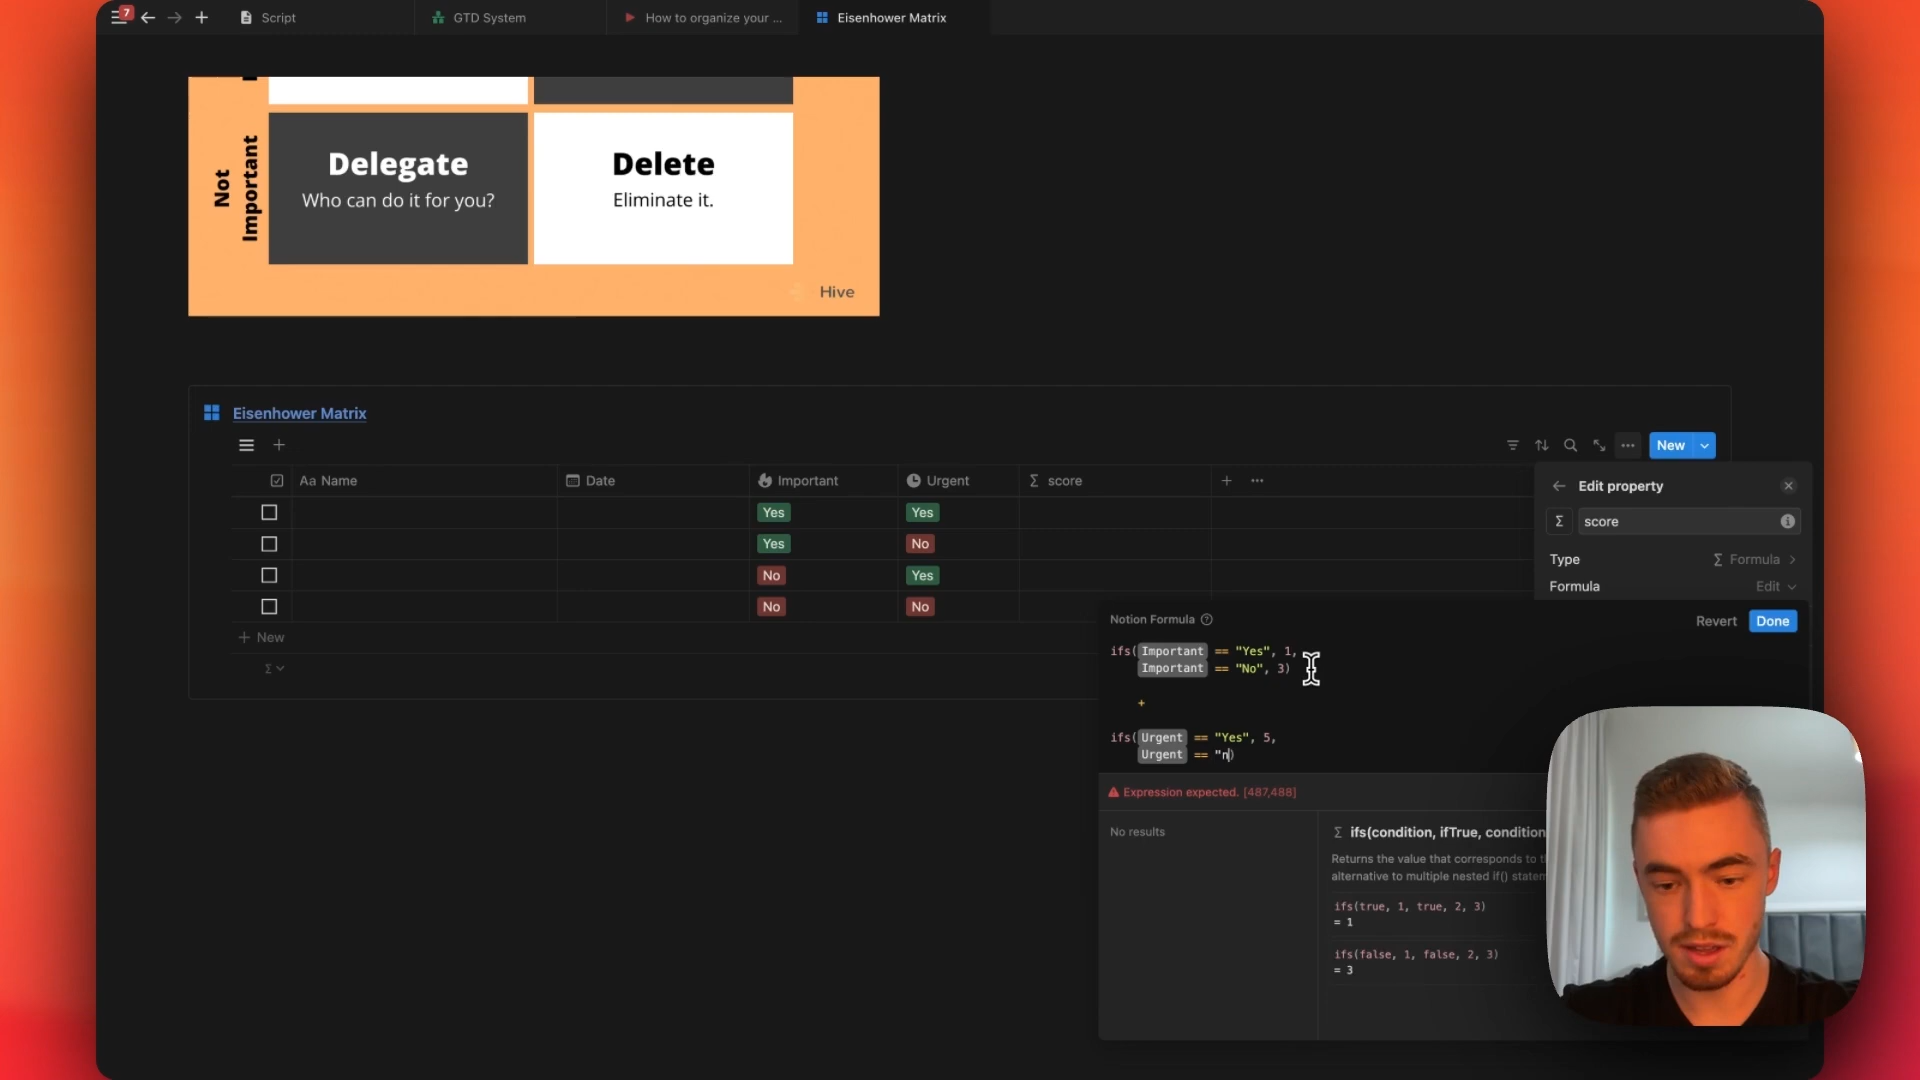 7
Script
GTD System
How to organize your ...
Eisenhower Matrix
Not
Important
Delegate
Who can do it for you?
Delete
Eliminate it.
Hive
Eisenhower Matrix
New
Aa Name
Date
Important
Urgent
Σ score
Yes
Yes
Yes
No
No
Yes
No
No
+ New
Σ
Edit property
Σ
score
Type
Σ Formula
Formula
Edit
Notion Formula
Revert
Done
ifs(Important == "Yes", 1,
Important == "No", 3)
+
ifs(Urgent == "Yes", 5,
Urgent == "n)
Expression expected. [487,488]
No results
Σ ifs(condition, ifTrue, condition
Returns the value that corresponds to t
alternative to multiple nested if() statem
ifs(true, 1, true, 2, 3)
= 1
ifs(false, 1, false, 2, 3)
= 3